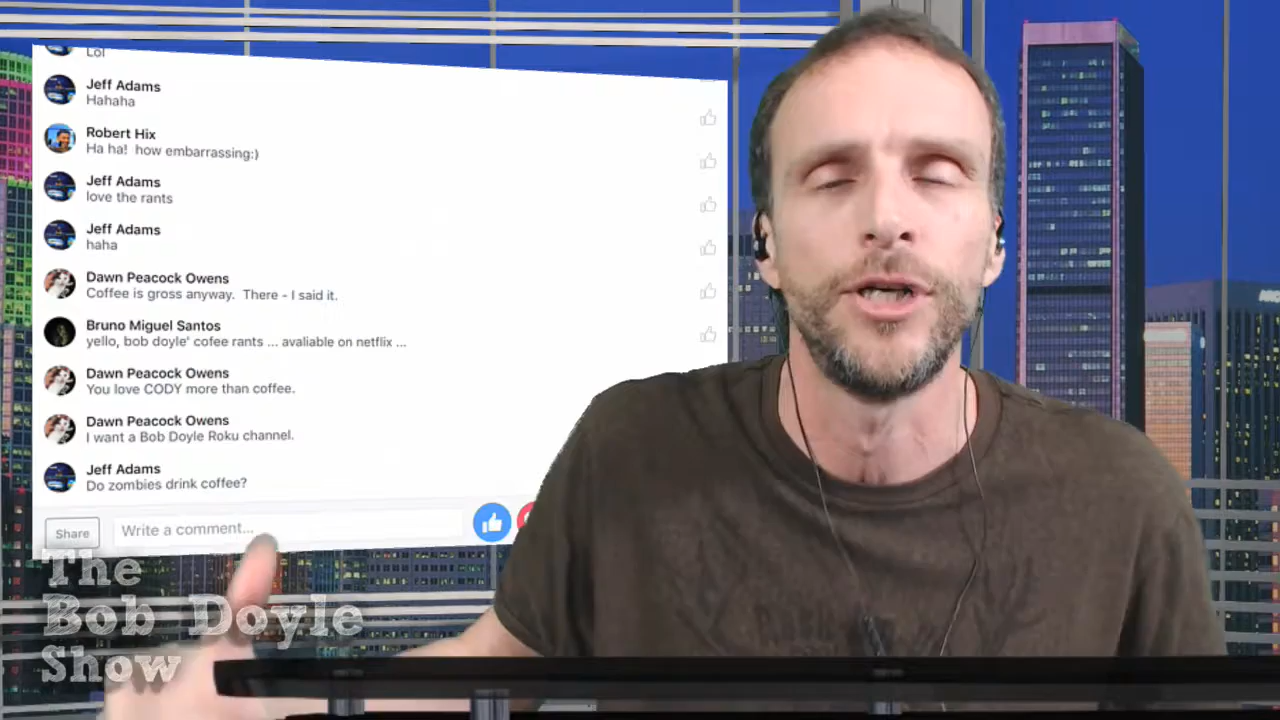 Lol
Jeff Adams
Hahaha
Robert Hix
Ha ha! how embarrassing:)
Jeff Adams
love the rants
Jeff Adams
haha
Dawn Peacock Owens
Coffee is gross anyway. There - I said it.
Bruno Miguel Santos
yello, bob doyle' cofee rants ... avaliable on netflix ...
Dawn Peacock Owens
You love CODY more than coffee.
Dawn Peacock Owens
I want a Bob Doyle Roku channel.
Jeff Adams
Do zombies drink coffee?
Share
Write a comment...
The
Bob Doyle
Show